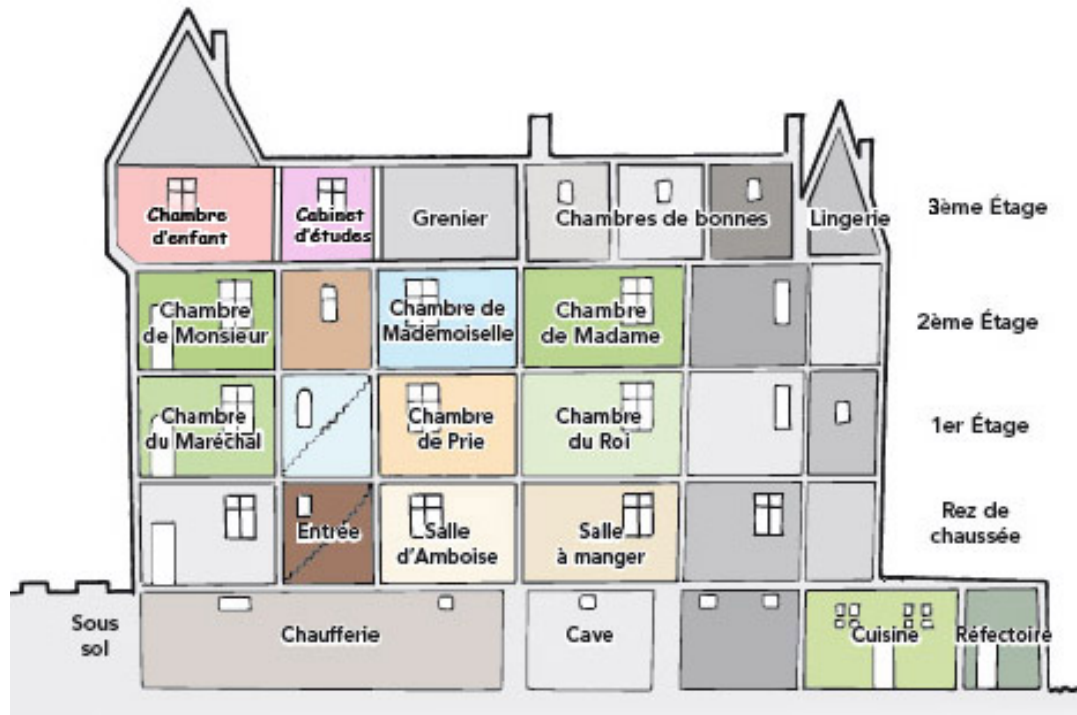 Chambre
d'enfant
Cabinet
d'études
Grenier
Chambres de bonnes
Lingerie
3ème Étage
Chambre
de Monsieur
Chambre de
Mademoiselle
Chambre
de Madame
2ème Étage
Chambre
du Maréchal
Chambre
de Prie
Chambre
du Roi
1er Étage
Entrée
Salle
d'Amboise
Salle
à manger
Rez de
chaussée
Sous
sol
Chaufferie
Cave
Cuisine
Réfectoire